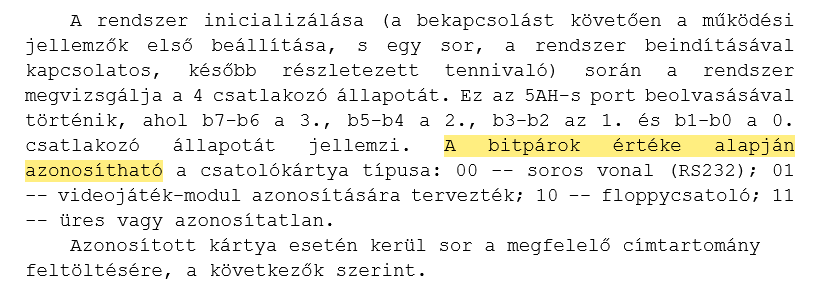 A rendszer inicializálása (a bekapcsolást követően a működési
jellemzők első beállítása, s egy sor, a rendszer beindításával
kapcsolatos, később részletezett tennivaló) során a rendszer
megvizsgálja a 4 csatlakozó állapotát. Ez az 5AH-s port beolvasásával
történik, ahol b7-b6 a 3., b5-b4 a 2., b3-b2 az 1. és b1-b0 a 0.
csatlakozó állapotát jellemzi. A bitpárok értéke alapján
azonosítható a csatolókártya típusa: 00 -- soros vonal (RS232); 01
-- videojáték-modul azonosítására tervezték; 10 -- floppycsatoló; 11
-- üres vagy azonosítatlan.
Azonosított kártya esetén kerül sor a megfelelő címtartomány
feltöltésére, a következők szerint.